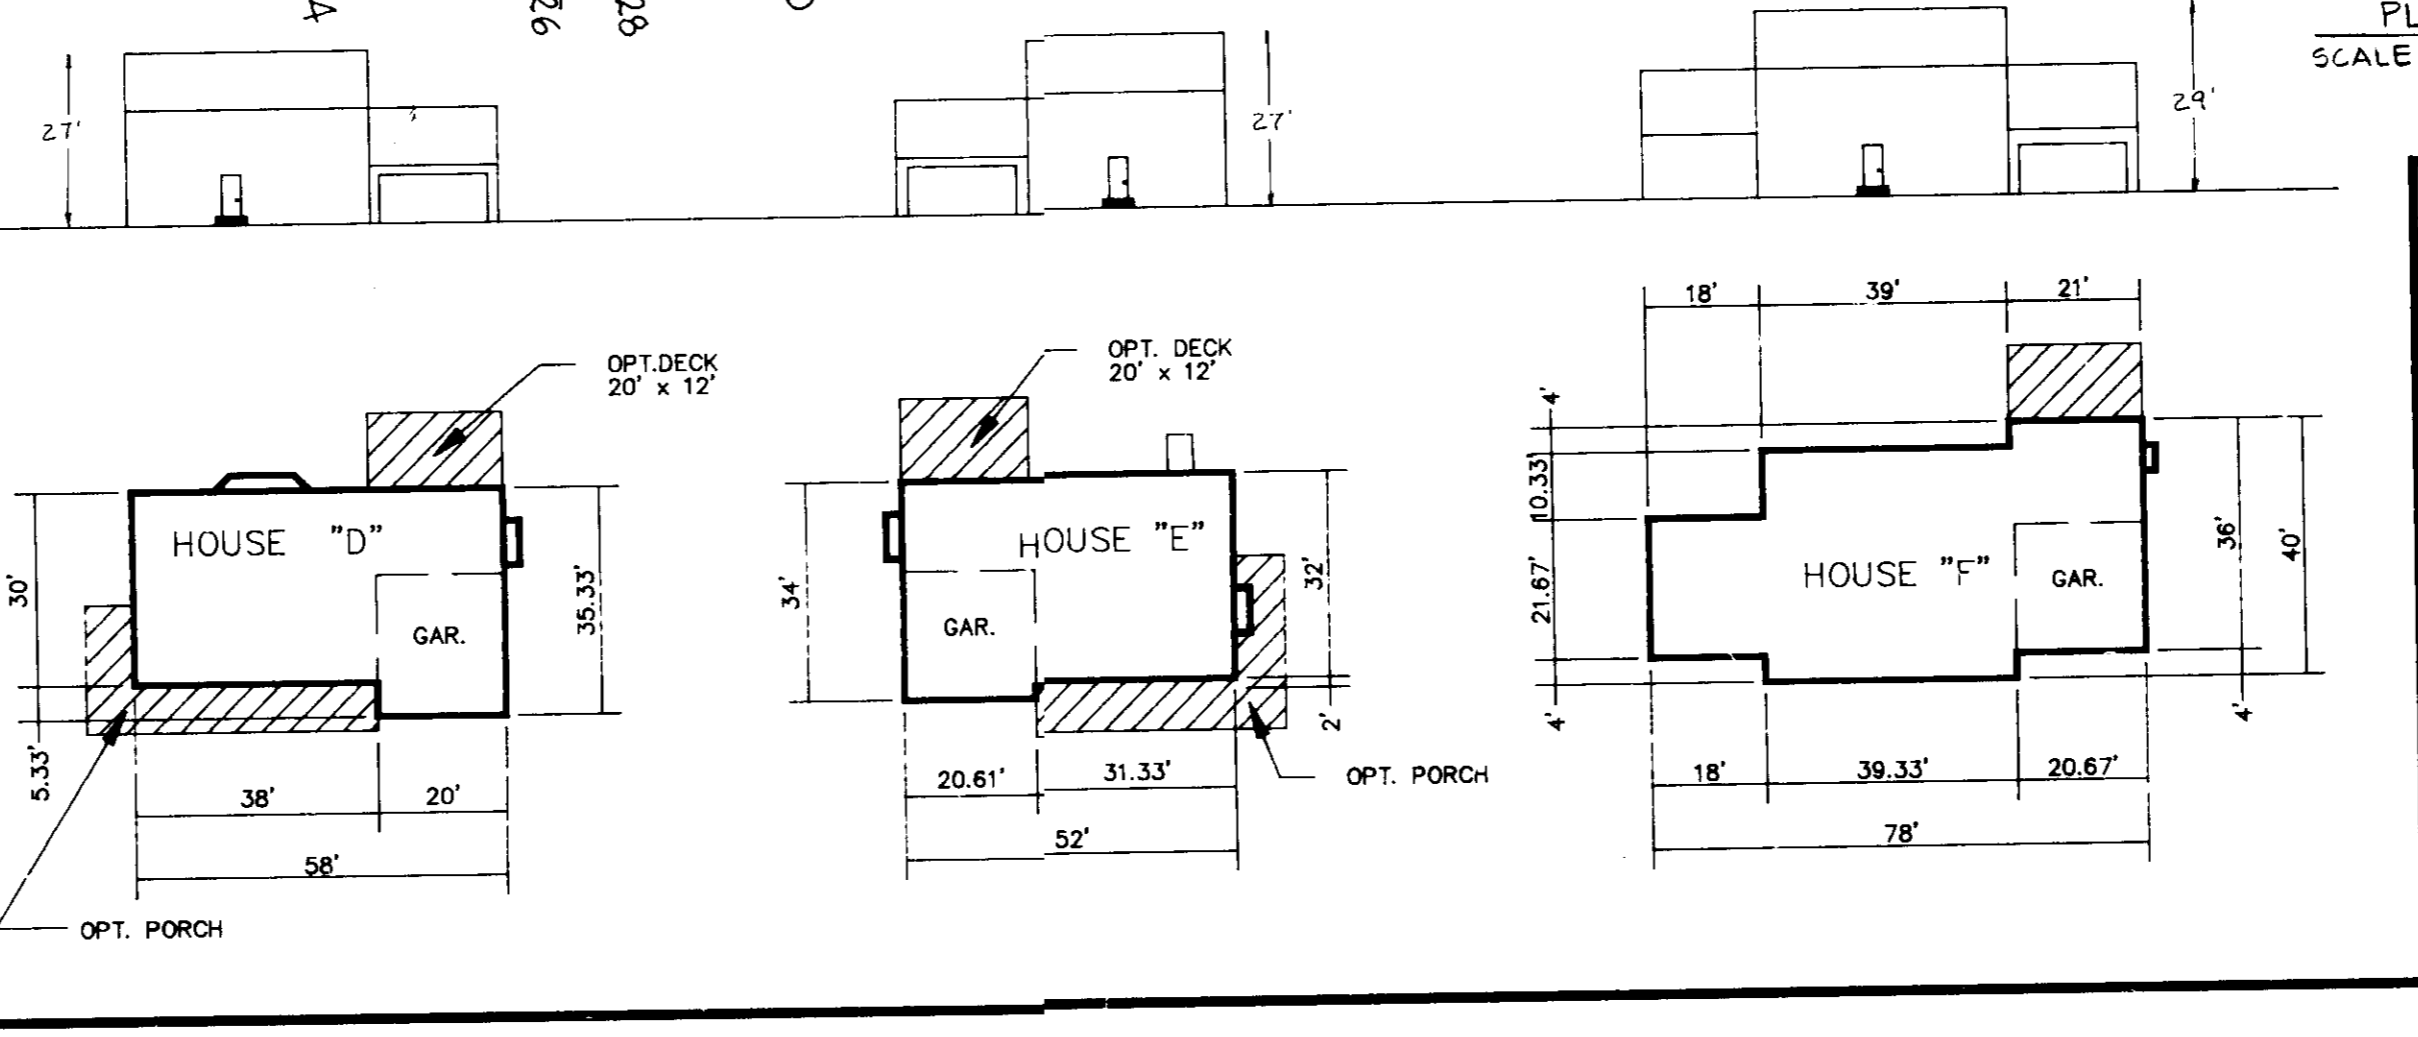 4
26
28
PL
SCALE
27'
27'
29'
OPT.DECK
20' x 12'
HOUSE "D"
GAR.
30'
5.33'
35.33'
38'
20'
58'
OPT. PORCH
OPT. DECK
20' x 12'
HOUSE "E"
GAR.
34'
32'
2'
20.61'
31.33'
52'
OPT. PORCH
18'
39'
21'
4'
10.33'
21.67'
4'
HOUSE "F"
GAR.
36'
40'
4'
18'
39.33'
20.67'
78'